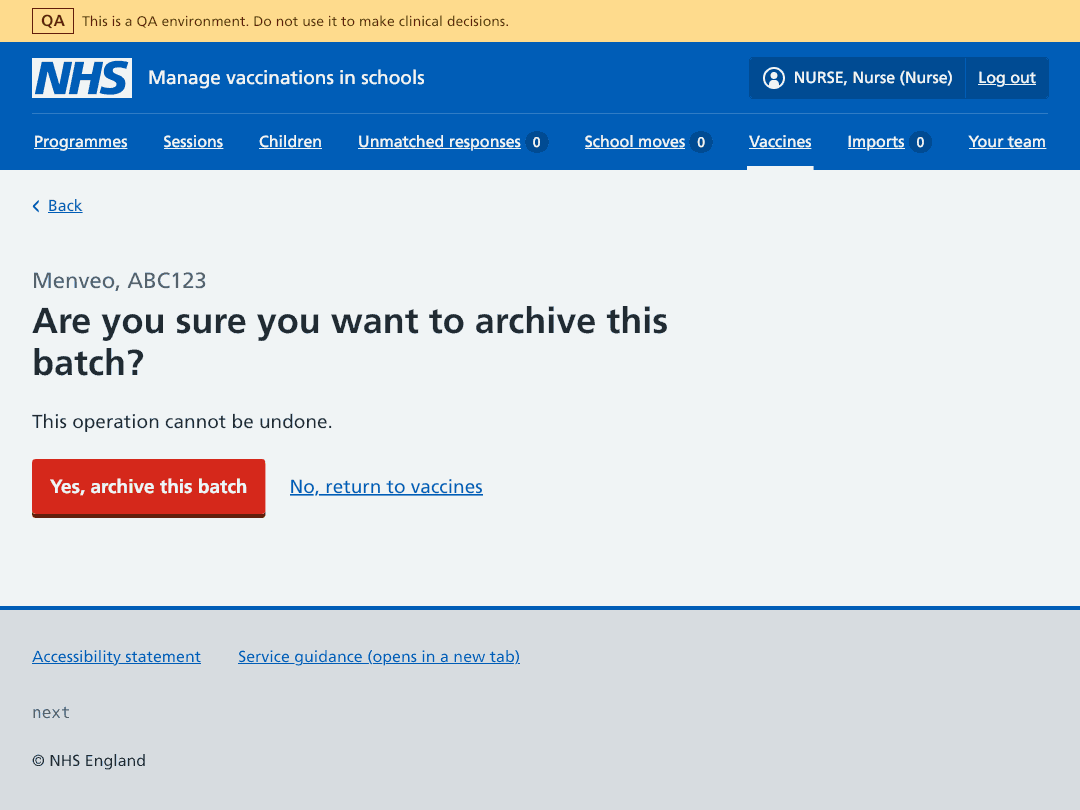 QA This is a QA environment. Do not use it to make clinical decisions.
NHS Manage vaccinations in schools NURSE, Nurse (Nurse) Log out
Programmes Sessions Children Unmatched responses 0 School moves 0 Vaccines Imports 0 Your team
Back
Menveo, ABC123
Are you sure you want to archive this
batch?
This operation cannot be undone.
Yes, archive this batch No, return to vaccines
Accessibility statement Service guidance (opens in a new tab)
next
© NHS England